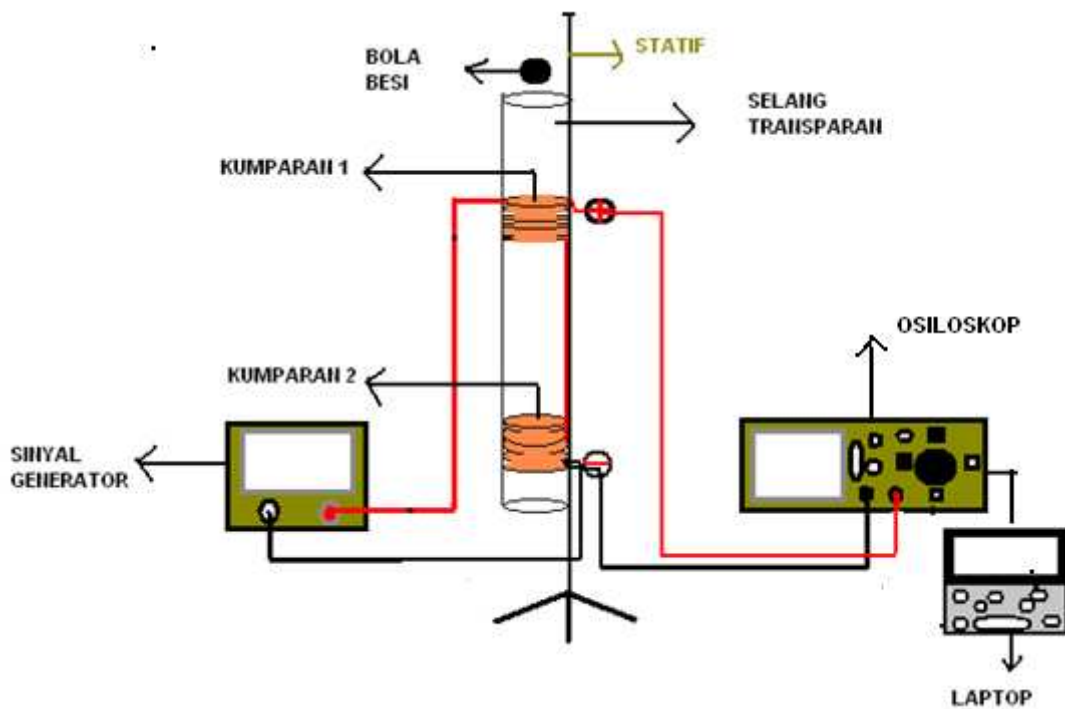 BOLA
BESI
STATIF
SELANG
TRANSPARAN
KUMPARAN 1
OSILOSKOP
KUMPARAN 2
SINYAL
GENERATOR
LAPTOP